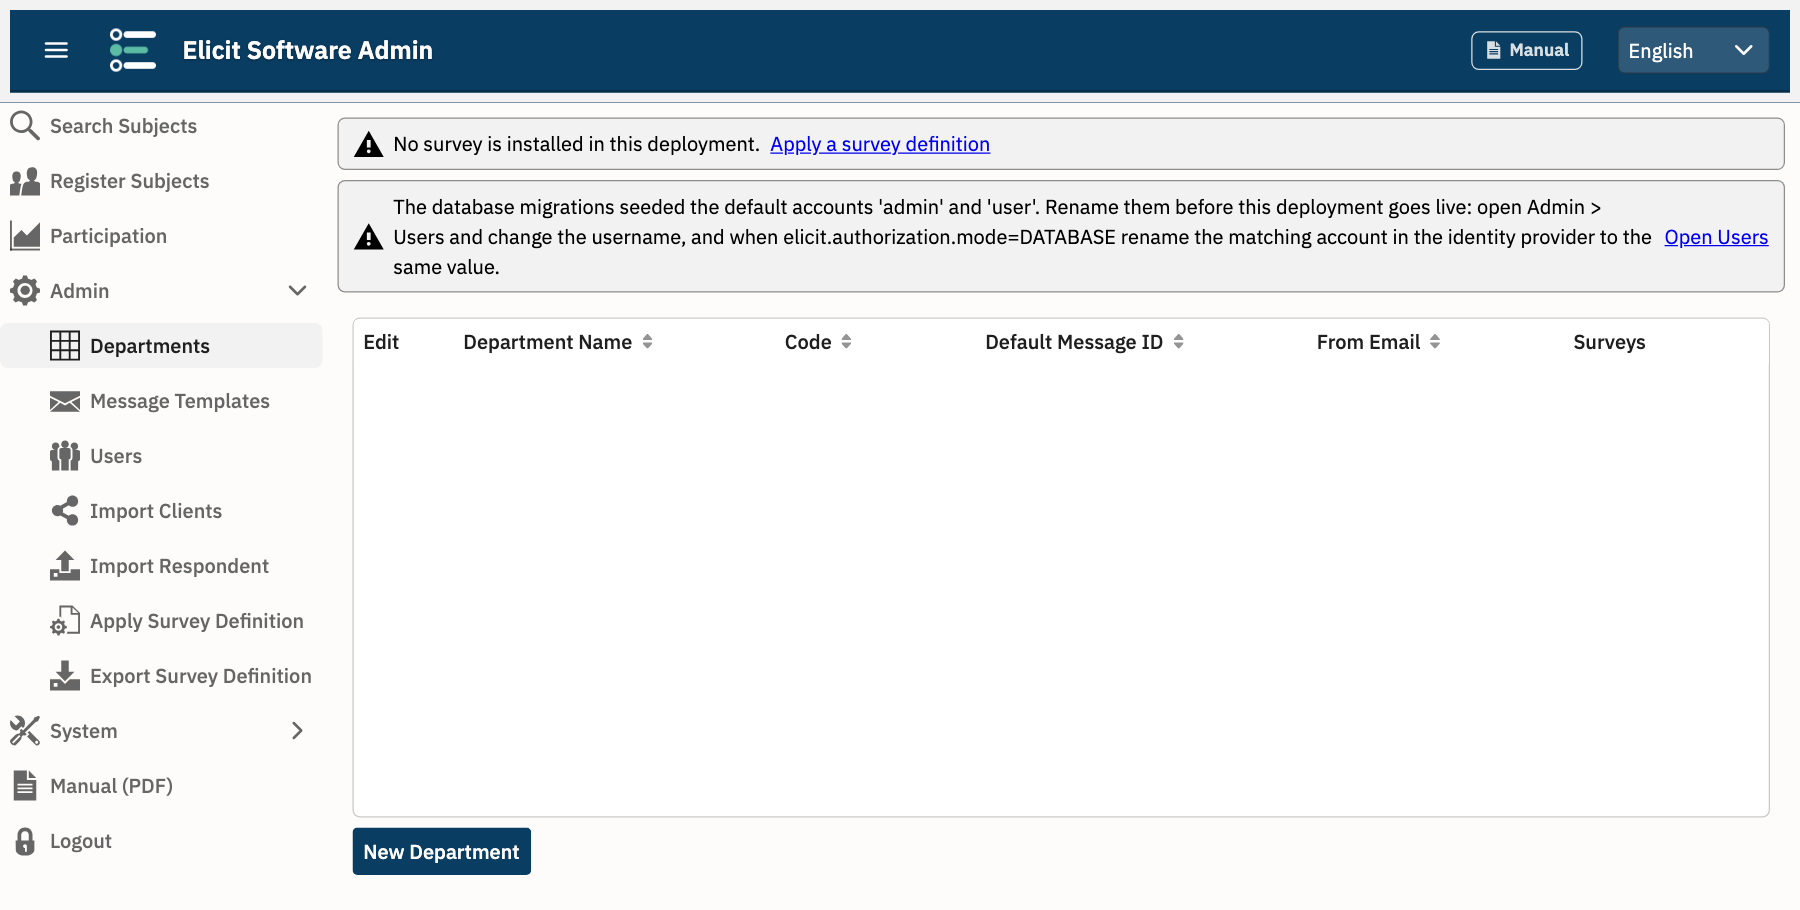 Elicit Software Admin
Manual
English
Search Subjects
Register Subjects
Participation
Admin
Departments
Message Templates
Users
Import Clients
Import Respondent
Apply Survey Definition
Export Survey Definition
System
Manual (PDF)
Logout
No survey is installed in this deployment. Apply a survey definition
The database migrations seeded the default accounts 'admin' and 'user'. Rename them before this deployment goes live: open Admin >
Users and change the username, and when elicit.authorization.mode=DATABASE rename the matching account in the identity provider to the
same value.
Open Users
Edit Department Name Code Default Message ID From Email Surveys
New Department